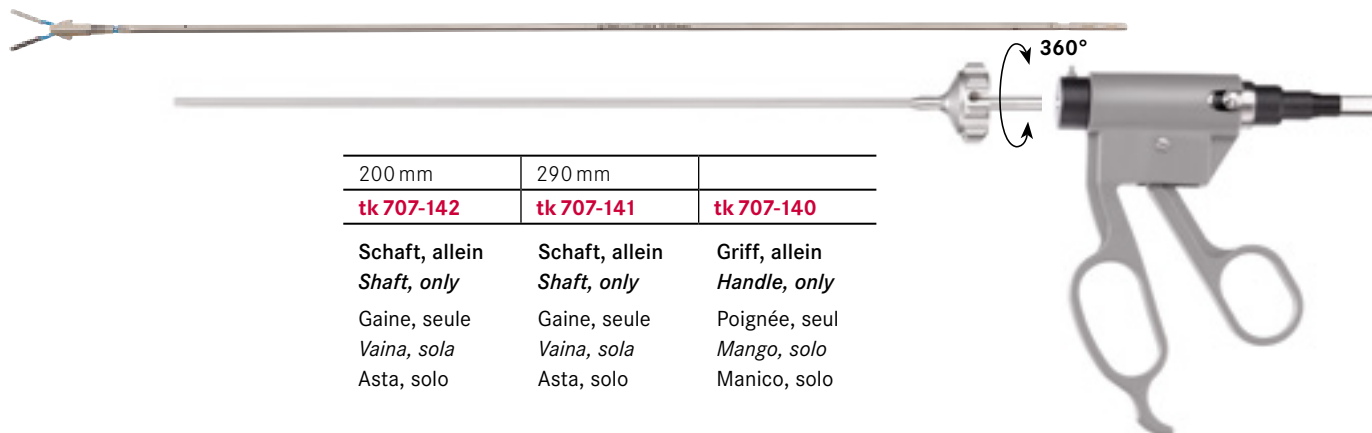 360°
200 mm 290 mm
tk 707-142 tk 707-141 tk 707-140
Schaft, allein Schaft, allein Griff, allein
Shaft, only Shaft, only Handle, only
Gaine, seule Gaine, seule Poignée, seul
Vaina, sola Vaina, sola Mango, solo
Asta, solo Asta, solo Manico, solo